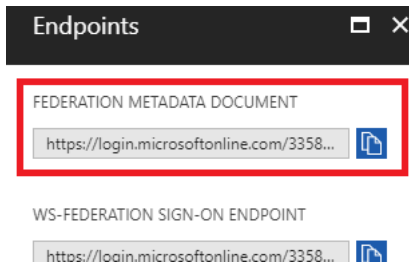 Endpoints
FEDERATION METADATA DOCUMENT
https://login.microsoftonline.com/3358...
WS-FEDERATION SIGN-ON ENDPOINT
https://login.microsoftonline.com/3358...